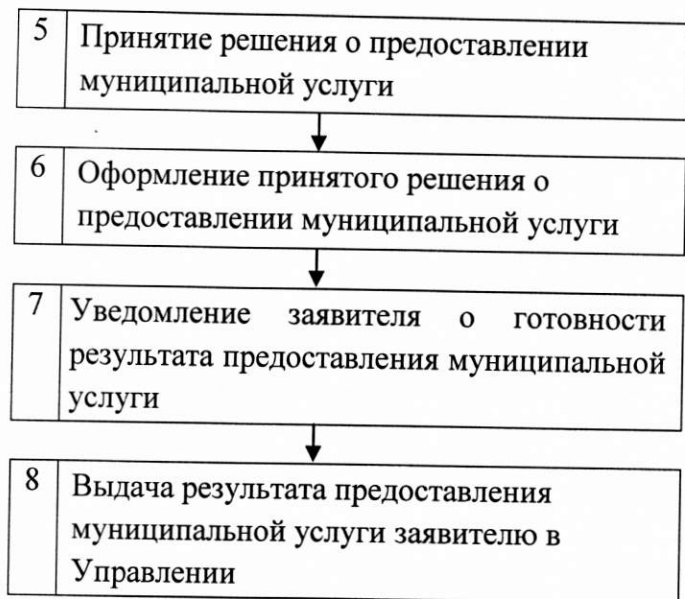 5 Принятие решения о предоставлении
муниципальной услуги
6 Оформление принятого решения о
предоставлении муниципальной услуги
7 Уведомление заявителя о готовности
результата предоставления муниципальной
услуги
8 Выдача результата предоставления
муниципальной услуги заявителю в
Управлении